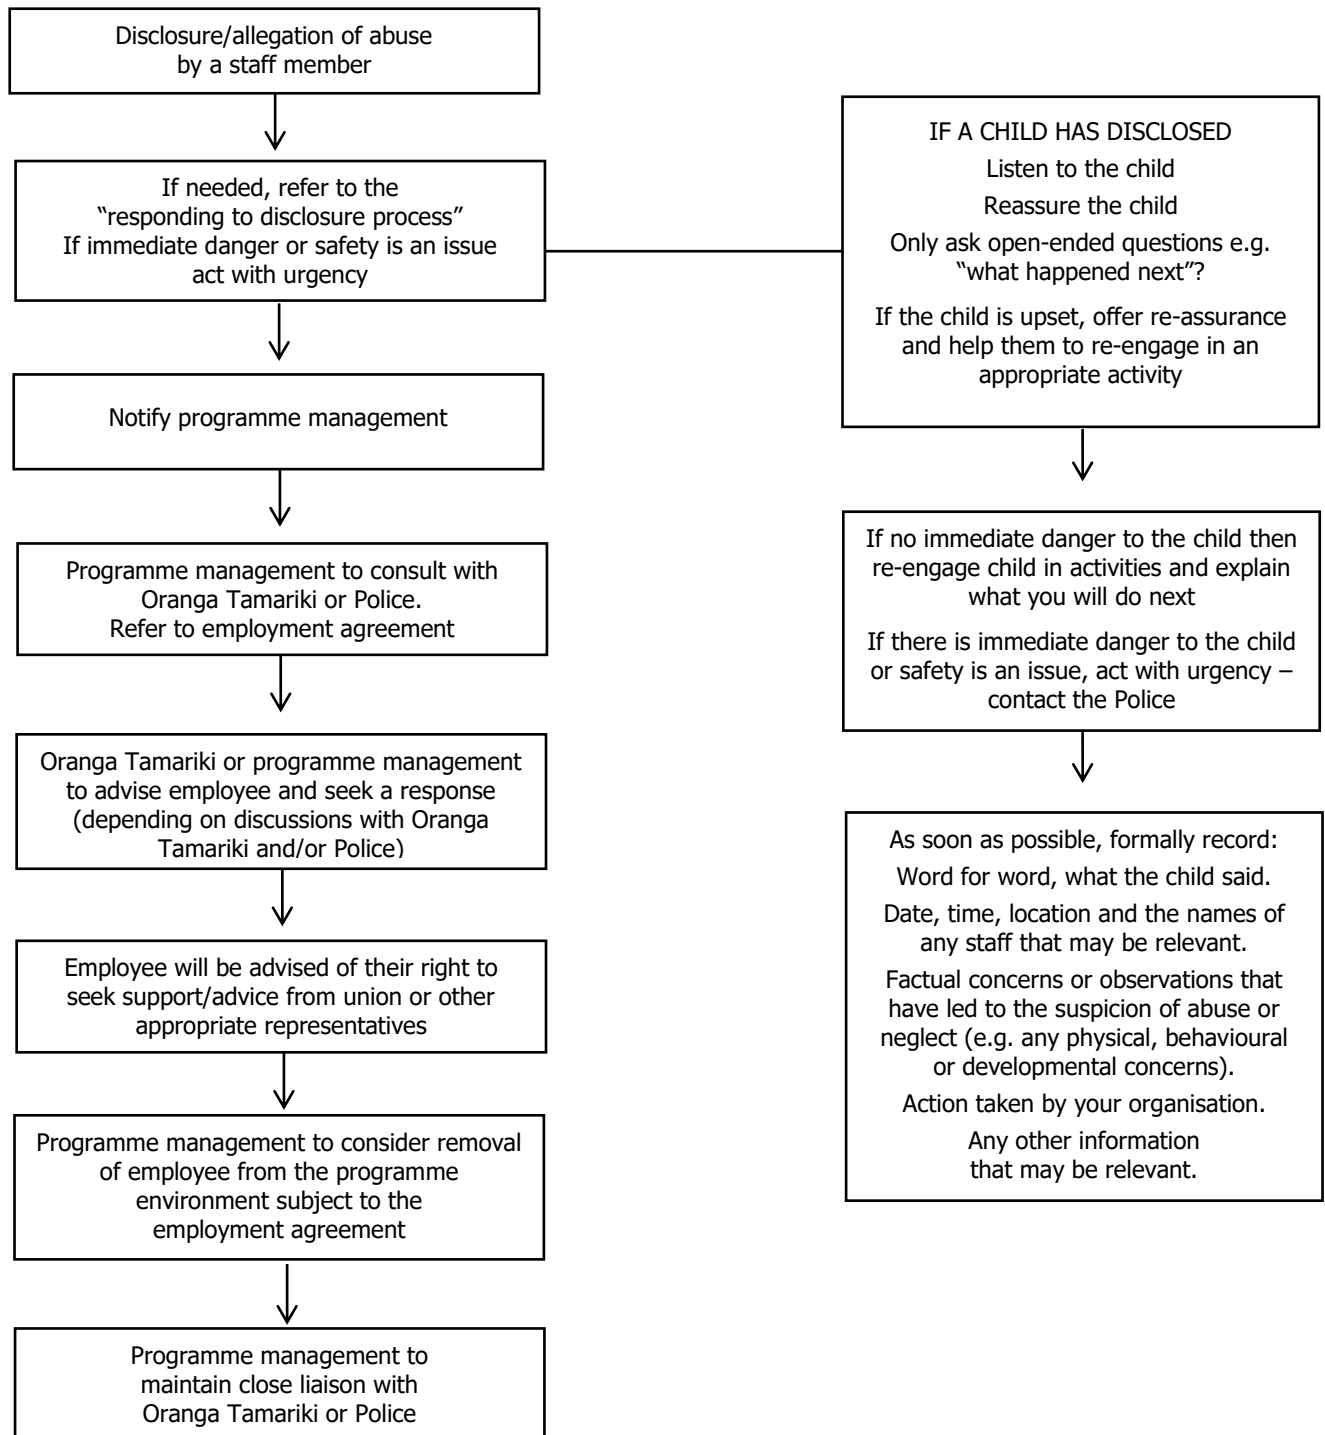 Disclosure/allegation of abuse
by a staff member
If needed, refer to the
“responding to disclosure process”
If immediate danger or safety is an issue
act with urgency
Notify programme management
Programme management to consult with
Oranga Tamariki or Police.
Refer to employment agreement
Oranga Tamariki or programme management
to advise employee and seek a response
(depending on discussions with Oranga
Tamariki and/or Police)
Employee will be advised of their right to
seek support/advice from union or other
appropriate representatives
Programme management to consider removal
of employee from the programme
environment subject to the
employment agreement
Programme management to
maintain close liaison with
Oranga Tamariki or Police
IF A CHILD HAS DISCLOSED
Listen to the child
Reassure the child
Only ask open-ended questions e.g.
“what happened next”?
If the child is upset, offer re-assurance
and help them to re-engage in an
appropriate activity
If no immediate danger to the child then
re-engage child in activities and explain
what you will do next
If there is immediate danger to the child
or safety is an issue, act with urgency –
contact the Police
As soon as possible, formally record:
Word for word, what the child said.
Date, time, location and the names of
any staff that may be relevant.
Factual concerns or observations that
have led to the suspicion of abuse or
neglect (e.g. any physical, behavioural
or developmental concerns).
Action taken by your organisation.
Any other information
that may be relevant.